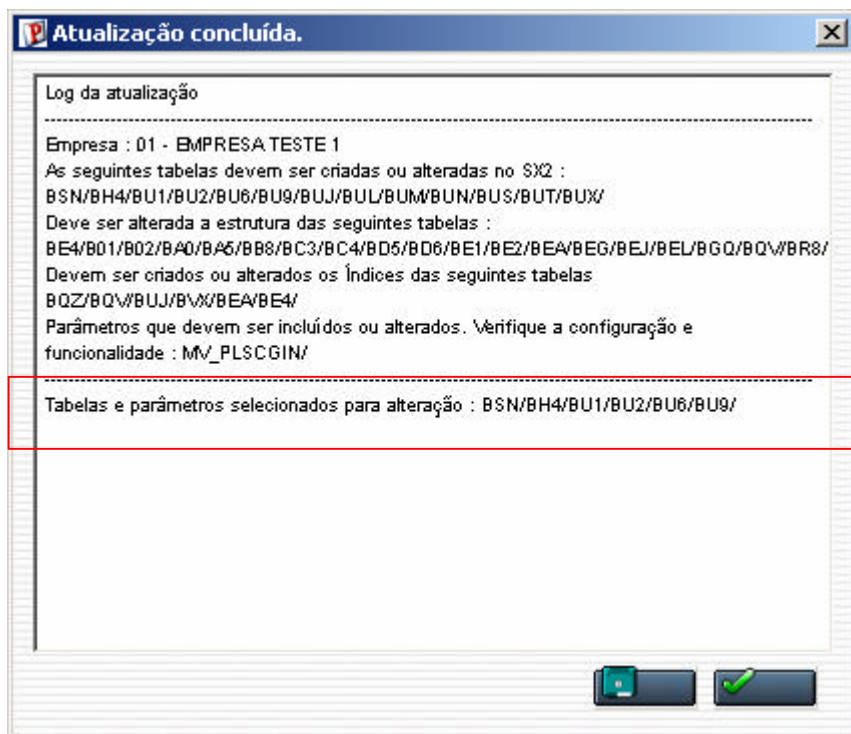 Atualização concluída.
Log da atualização
--------------------------------------------------------------------------------
Empresa : 01 - EMPRESA TESTE 1
As seguintes tabelas devem ser criadas ou alteradas no SX2 :
BSN/BH4/BU1/BU2/BU6/BU9/BUJ/BUL/BUM/BUN/BUS/BUT/BUX/
Deve ser alterada a estrutura das seguintes tabelas :
BE4/B01/B02/BA0/BA5/BB8/BC3/BC4/BD5/BD6/BE1/BE2/BEA/BEG/BEJ/BEL/BGQ/BQV/BR8/
Devem ser criados ou alterados os Índices das seguintes tabelas
BQZ/BQV/BUJ/BVX/BEA/BE4/
Parâmetros que devem ser incluídos ou alterados. Verifique a configuração e
funcionalidade : MV_PLSCGIN/
--------------------------------------------------------------------------------
Tabelas e parâmetros selecionados para alteração : BSN/BH4/BU1/BU2/BU6/BU9/